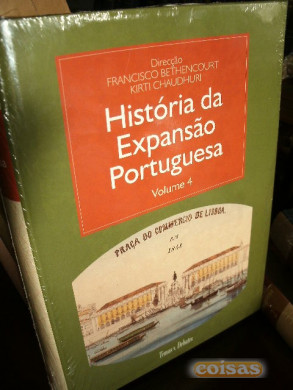 Direcção
FRANCISCO BETHENCOURT
KIRTI CHAUDHURI
História da
Expansão
Portuguesa
Volume 4
PRAÇA DO COMMERCIO DE LISBOA
coisas